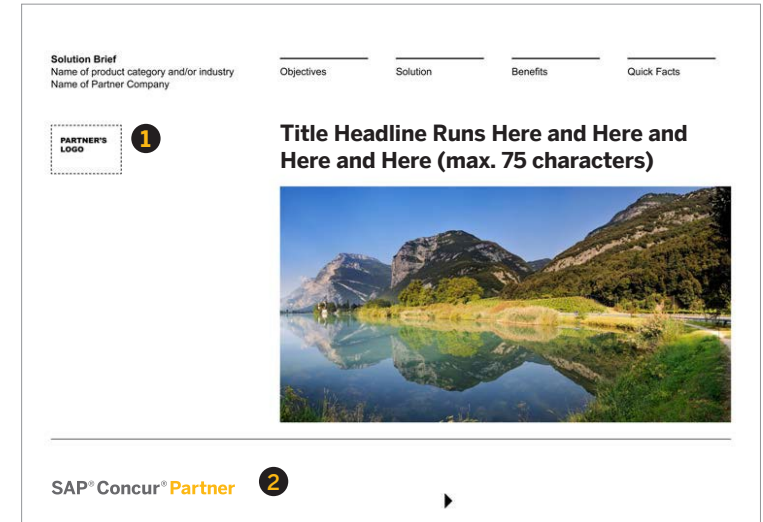 Solution Brief
Name of product category and/or industry
Name of Partner Company
Objectives
Solution
Benefits
Quick Facts
PARTNER'S
LOGO
1
Title Headline Runs Here and Here and
Here and Here (max. 75 characters)
SAP® Concur® Partner
2